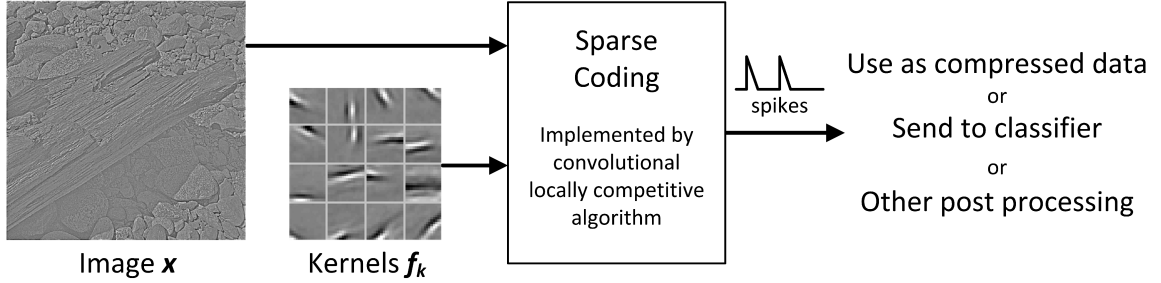 Image x
Kernels fk
Sparse
Coding
Implemented by
convolutional
locally competitive
algorithm
spikes
Use as compressed data
or
Send to classifier
or
Other post processing